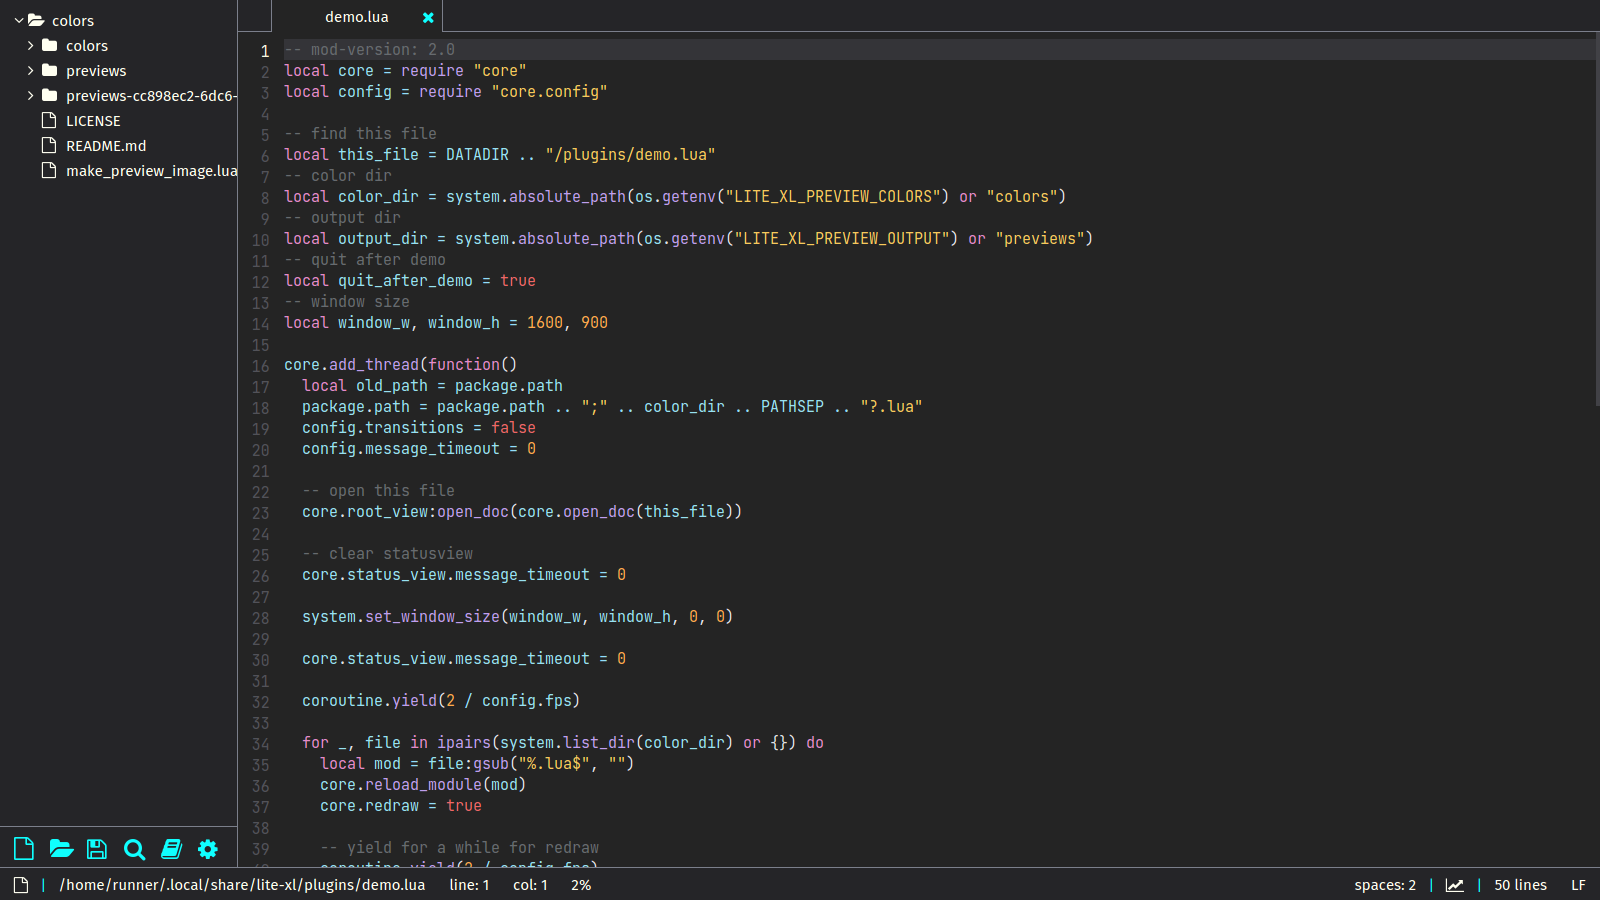 colors
colors
previews
previews-cc898ec2-6dc6-
LICENSE
README.md
make_preview_image.lua
demo.lua
1 -- mod-version: 2.0
2 local core = require "core"
3 local config = require "core.config"
4
5 -- find this file
6 local this_file = DATADIR .. "/plugins/demo.lua"
7 -- color dir
8 local color_dir = system.absolute_path(os.getenv("LITE_XL_PREVIEW_COLORS") or "colors")
9 -- output dir
10 local output_dir = system.absolute_path(os.getenv("LITE_XL_PREVIEW_OUTPUT") or "previews")
11 -- quit after demo
12 local quit_after_demo = true
13 -- window size
14 local window_w, window_h = 1600, 900
15
16 core.add_thread(function()
17   local old_path = package.path
18   package.path = package.path .. ";" .. color_dir .. PATHSEP .. "?.lua"
19   config.transitions = false
20   config.message_timeout = 0
21
22   -- open this file
23   core.root_view:open_doc(core.open_doc(this_file))
24
25   -- clear statusview
26   core.status_view.message_timeout = 0
27
28   system.set_window_size(window_w, window_h, 0, 0)
29
30   core.status_view.message_timeout = 0
31
32   coroutine.yield(2 / config.fps)
33
34   for _, file in ipairs(system.list_dir(color_dir) or {}) do
35     local mod = file:gsub("%.lua$", "")
36     core.reload_module(mod)
37     core.redraw = true
38
39     -- yield for a while for redraw
/home/runner/.local/share/lite-xl/plugins/demo.lua line: 1 col: 1 2% spaces: 2 50 lines LF